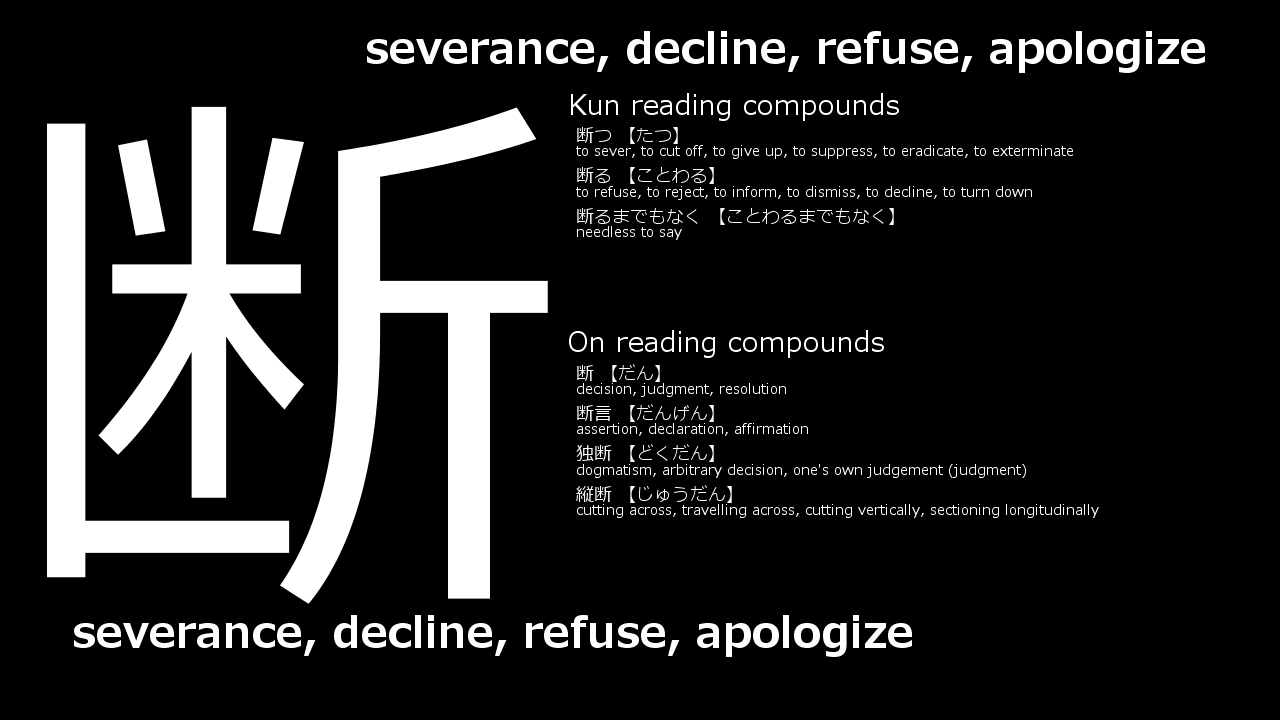 severance, decline, refuse, apologize
断
Kun reading compounds
断つ 【たつ】
to sever, to cut off, to give up, to suppress, to eradicate, to exterminate
断る 【ことわる】
to refuse, to reject, to inform, to dismiss, to decline, to turn down
断るまでもなく 【ことわるまでもなく】
needless to say
On reading compounds
断 【だん】
decision, judgment, resolution
断言 【だんげん】
assertion, declaration, affirmation
独断 【どくだん】
dogmatism, arbitrary decision, one's own judgement (judgment)
縦断 【じゅうだん】
cutting across, travelling across, cutting vertically, sectioning longitudinally
severance, decline, refuse, apologize